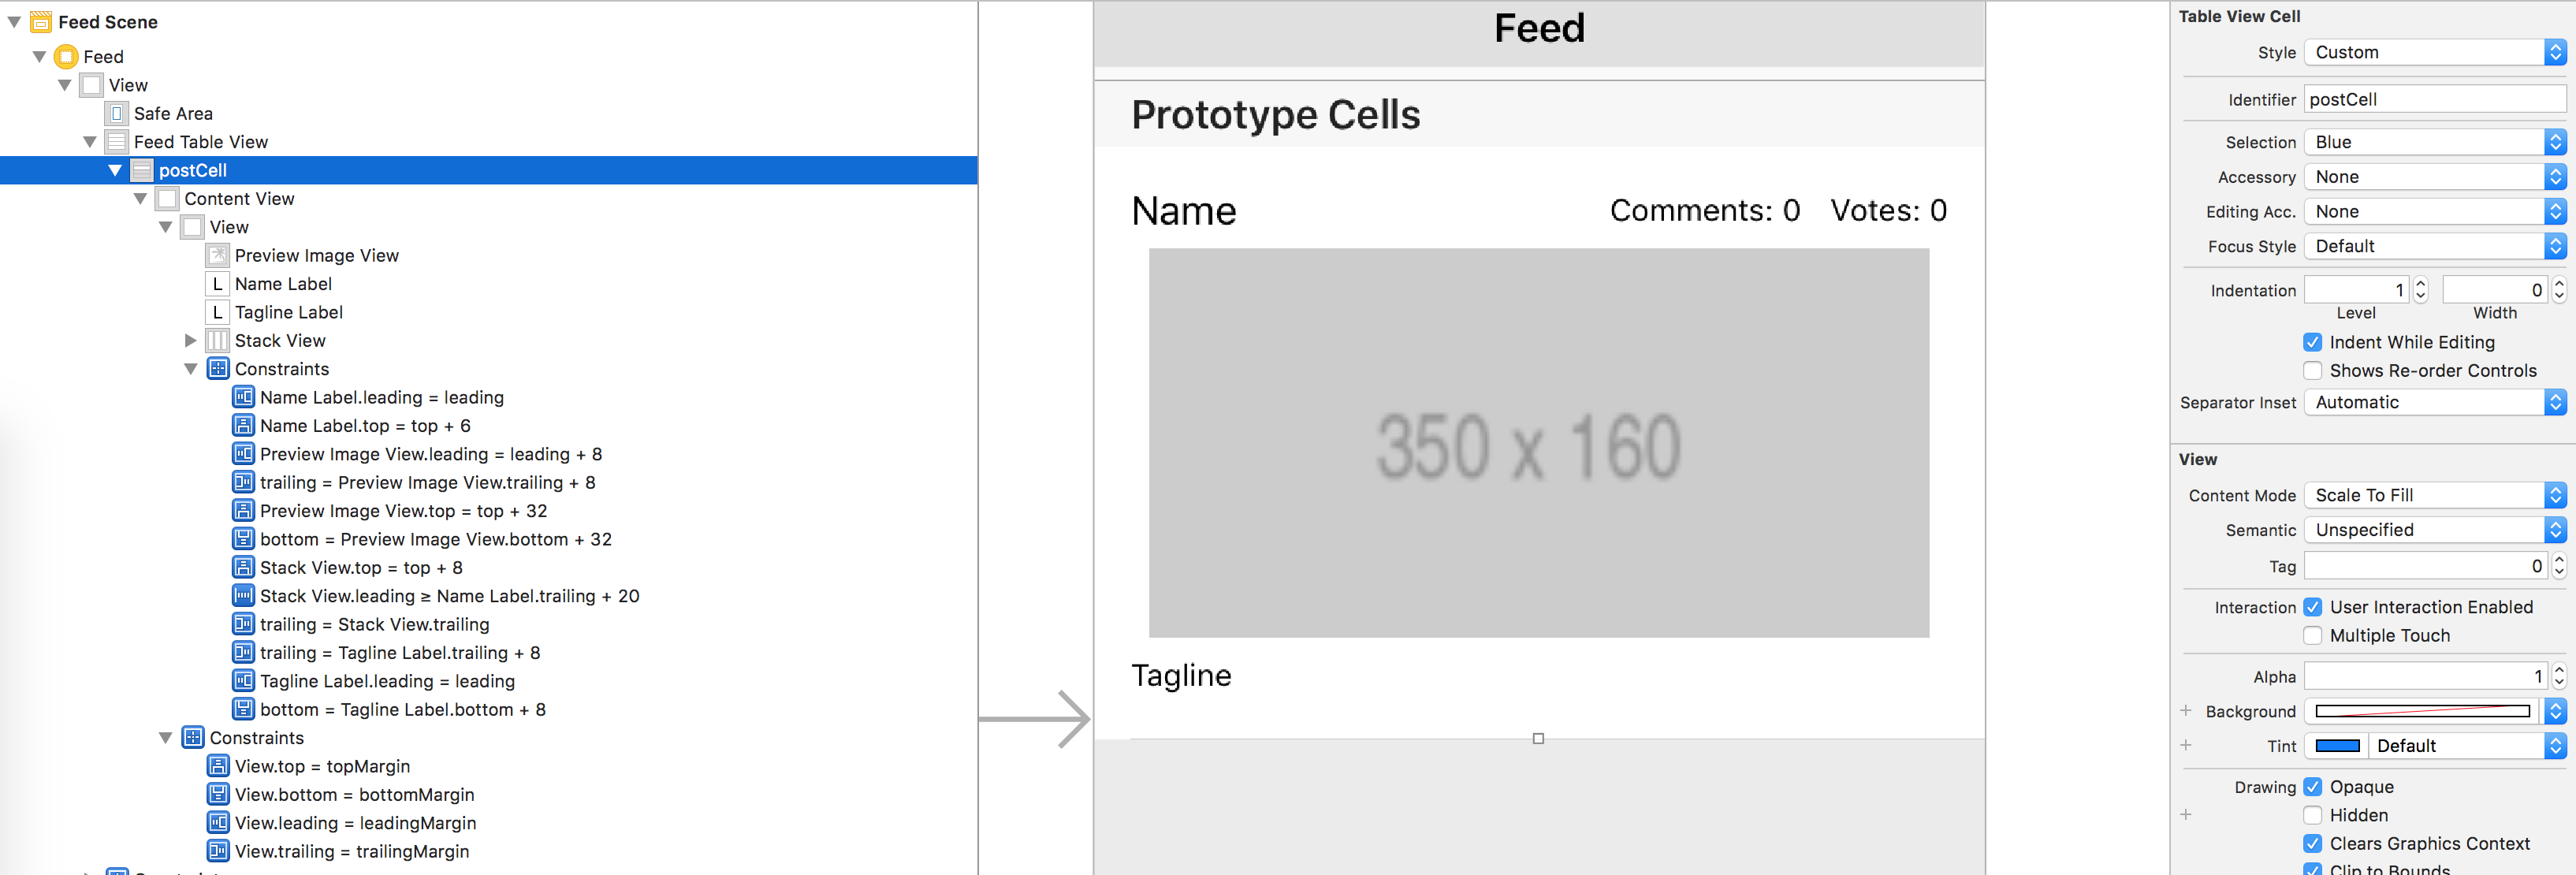 Feed Scene
Feed
View
Safe Area
Feed Table View
postCell
Content View
View
Preview Image View
L Name Label
L Tagline Label
Stack View
Constraints
Name Label.leading = leading
Name Label.top = top + 6
Preview Image View.leading = leading + 8
trailing = Preview Image View.trailing + 8
Preview Image View.top = top + 32
bottom = Preview Image View.bottom + 32
Stack View.top = top + 8
Stack View.leading ≥ Name Label.trailing + 20
trailing = Stack View.trailing
trailing = Tagline Label.trailing + 8
Tagline Label.leading = leading
bottom = Tagline Label.bottom + 8
Constraints
View.top = topMargin
View.bottom = bottomMargin
View.leading = leadingMargin
View.trailing = trailingMargin
Feed
Prototype Cells
Name Comments: 0 Votes: 0
350 x 160
Tagline
Table View Cell
Style Custom
Identifier postCell
Selection Blue
Accessory None
Editing Acc. None
Focus Style Default
Indentation 1 0
Level Width
Indent While Editing
Shows Re-order Controls
Separator Inset Automatic
View
Content Mode Scale To Fill
Semantic Unspecified
Tag 0
Interaction User Interaction Enabled
Multiple Touch
Alpha 1
+ Background
+ Tint Default
Drawing Opaque
+ Hidden
Clears Graphics Context
Clip to Bounds